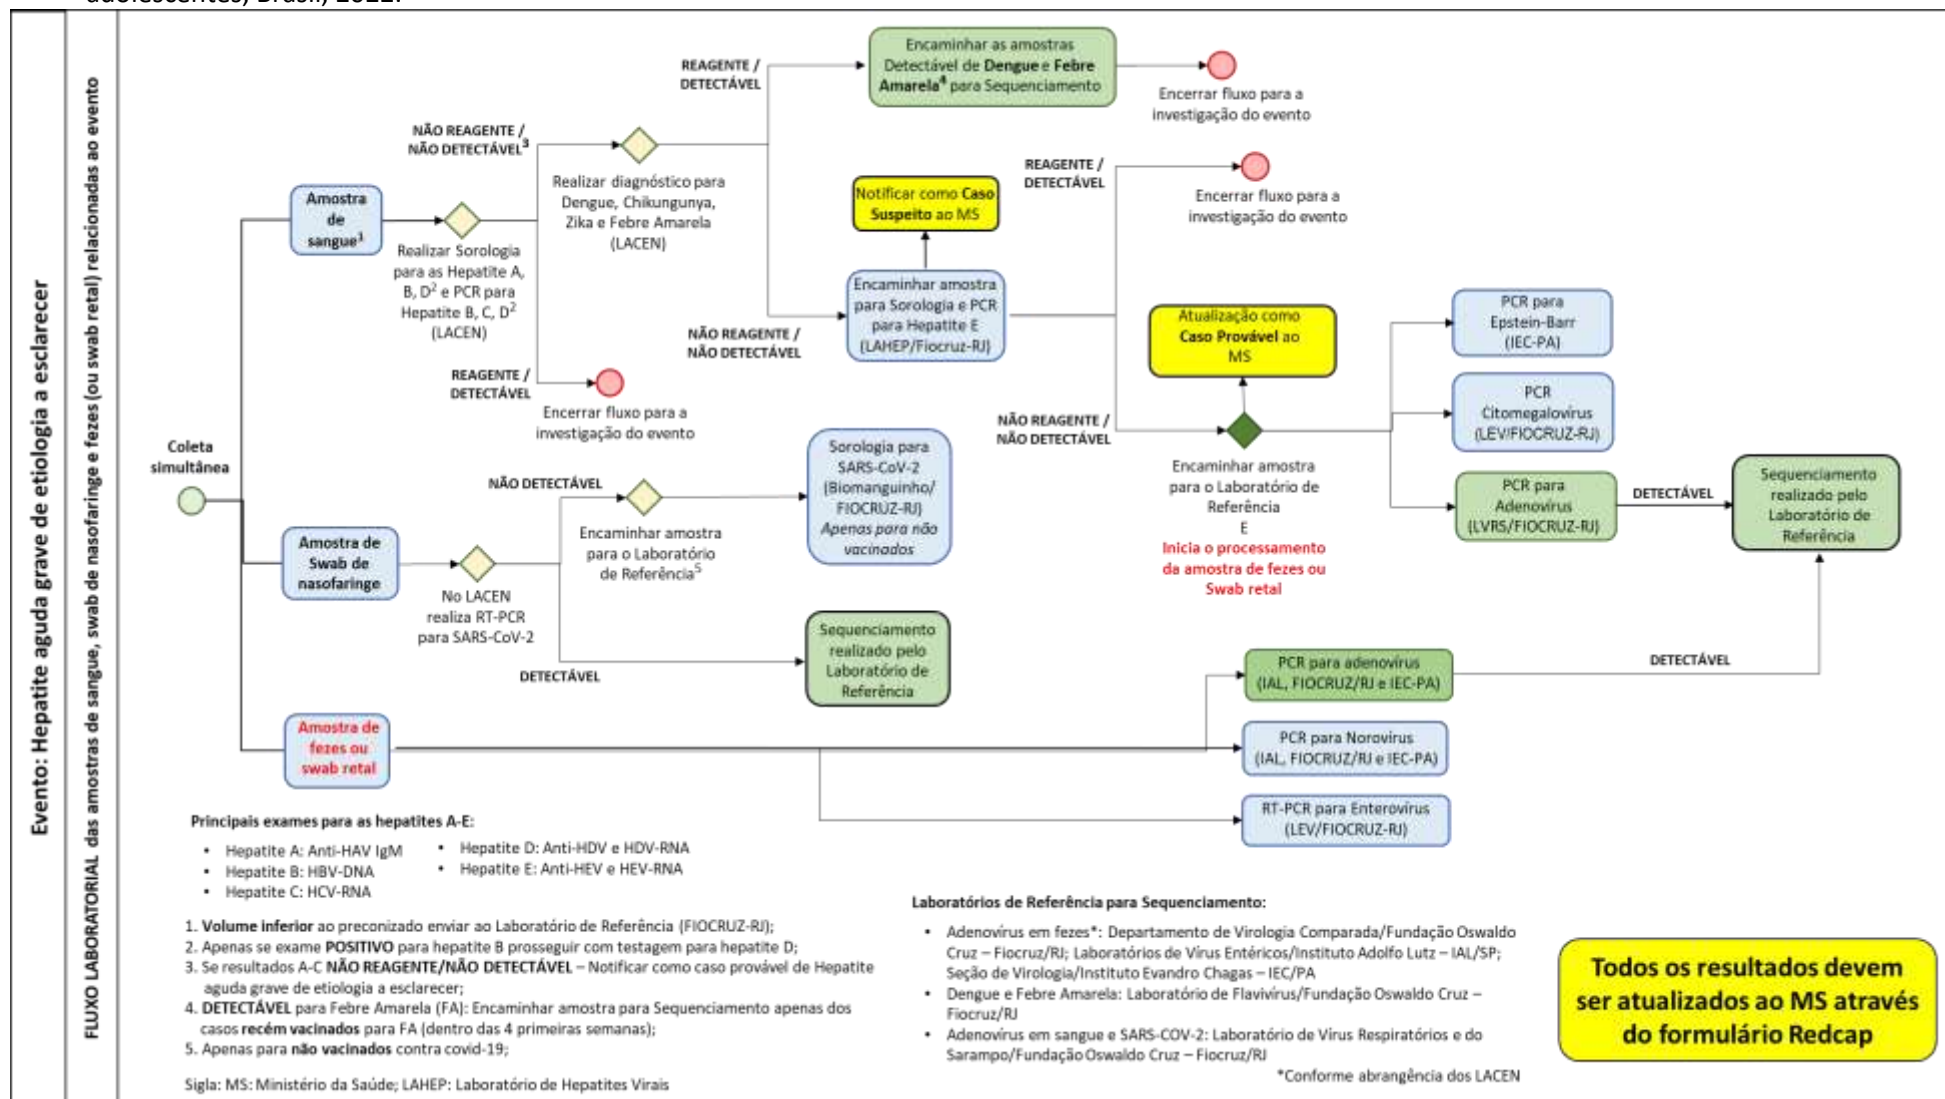 adolescentes, Brasil, 2022.
Evento: Hepatite aguda grave de etiologia a esclarecer
FLUXO LABORATORIAL das amostras de sangue, swab de nasofaringe e fezes (ou swab retal) relacionadas ao evento
Coleta
simultânea
Amostra
de
sangue1
Realizar Sorologia
para as Hepatite A,
B, D2 e PCR para
Hepatite B, C, D2
(LACEN)
NÃO REAGENTE /
NÃO DETECTÁVEL3
REAGENTE /
DETECTÁVEL
Encerrar fluxo para a
investigação do evento
Realizar diagnóstico para
Dengue, Chikungunya,
Zika e Febre Amarela
(LACEN)
REAGENTE /
DETECTÁVEL
Encaminhar as amostras
Detectável de Dengue e Febre
Amarela4 para Sequenciamento
Encerrar fluxo para a
investigação do evento
NÃO REAGENTE /
NÃO DETECTÁVEL
Notificar como Caso
Suspeito ao MS
Encaminhar amostra
para Sorologia e PCR
para Hepatite E
(LAHEP/Fiocruz-RJ)
REAGENTE /
DETECTÁVEL
Encerrar fluxo para a
investigação do evento
NÃO REAGENTE /
NÃO DETECTÁVEL
Atualização como
Caso Provável ao
MS
Encaminhar amostra
para o Laboratório de
Referência
E
Inicia o processamento
da amostra de fezes ou
Swab retal
PCR para
Epstein-Barr
(IEC-PA)
PCR
Citomegalovírus
(LEV/FIOCRUZ-RJ)
PCR para
Adenovírus
(LVRS/FIOCRUZ-RJ)
DETECTÁVEL
Sequenciamento
realizado pelo
Laboratório de
Referência
Amostra de
Swab de
nasofaringe
No LACEN
realiza RT-PCR
para SARS-CoV-2
NÃO DETECTÁVEL
Encaminhar amostra
para o Laboratório
de Referência5
Sorologia para
SARS-CoV-2
(Biomanguinho/
FIOCRUZ-RJ)
Apenas para não
vacinados
DETECTÁVEL
Sequenciamento
realizado pelo
Laboratório de
Referência
Amostra de
fezes ou
swab retal
PCR para adenovírus
(IAL, FIOCRUZ/RJ e IEC-PA)
DETECTÁVEL
PCR para Norovírus
(IAL, FIOCRUZ/RJ e IEC-PA)
RT-PCR para Enterovírus
(LEV/FIOCRUZ-RJ)
Principais exames para as hepatites A-E:
• Hepatite A: Anti-HAV IgM
• Hepatite B: HBV-DNA
• Hepatite C: HCV-RNA
• Hepatite D: Anti-HDV e HDV-RNA
• Hepatite E: Anti-HEV e HEV-RNA
1. Volume inferior ao preconizado enviar ao Laboratório de Referência (FIOCRUZ-RJ);
2. Apenas se exame POSITIVO para hepatite B prosseguir com testagem para hepatite D;
3. Se resultados A-C NÃO REAGENTE/NÃO DETECTÁVEL – Notificar como caso provável de Hepatite
aguda grave de etiologia a esclarecer;
4. DETECTÁVEL para Febre Amarela (FA): Encaminhar amostra para Sequenciamento apenas dos
casos recém vacinados para FA (dentro das 4 primeiras semanas);
5. Apenas para não vacinados contra covid-19;
Sigla: MS: Ministério da Saúde; LAHEP: Laboratório de Hepatites Virais
Laboratórios de Referência para Sequenciamento:
• Adenovírus em fezes*: Departamento de Virologia Comparada/Fundação Oswaldo
Cruz – Fiocruz/RJ; Laboratórios de Vírus Entéricos/Instituto Adolfo Lutz – IAL/SP;
Seção de Virologia/Instituto Evandro Chagas – IEC/PA
• Dengue e Febre Amarela: Laboratório de Flavivírus/Fundação Oswaldo Cruz –
Fiocruz/RJ
• Adenovírus em sangue e SARS-COV-2: Laboratório de Vírus Respiratórios e do
Sarampo/Fundação Oswaldo Cruz – Fiocruz/RJ
*Conforme abrangência dos LACEN
Todos os resultados devem
ser atualizados ao MS através
do formulário Redcap